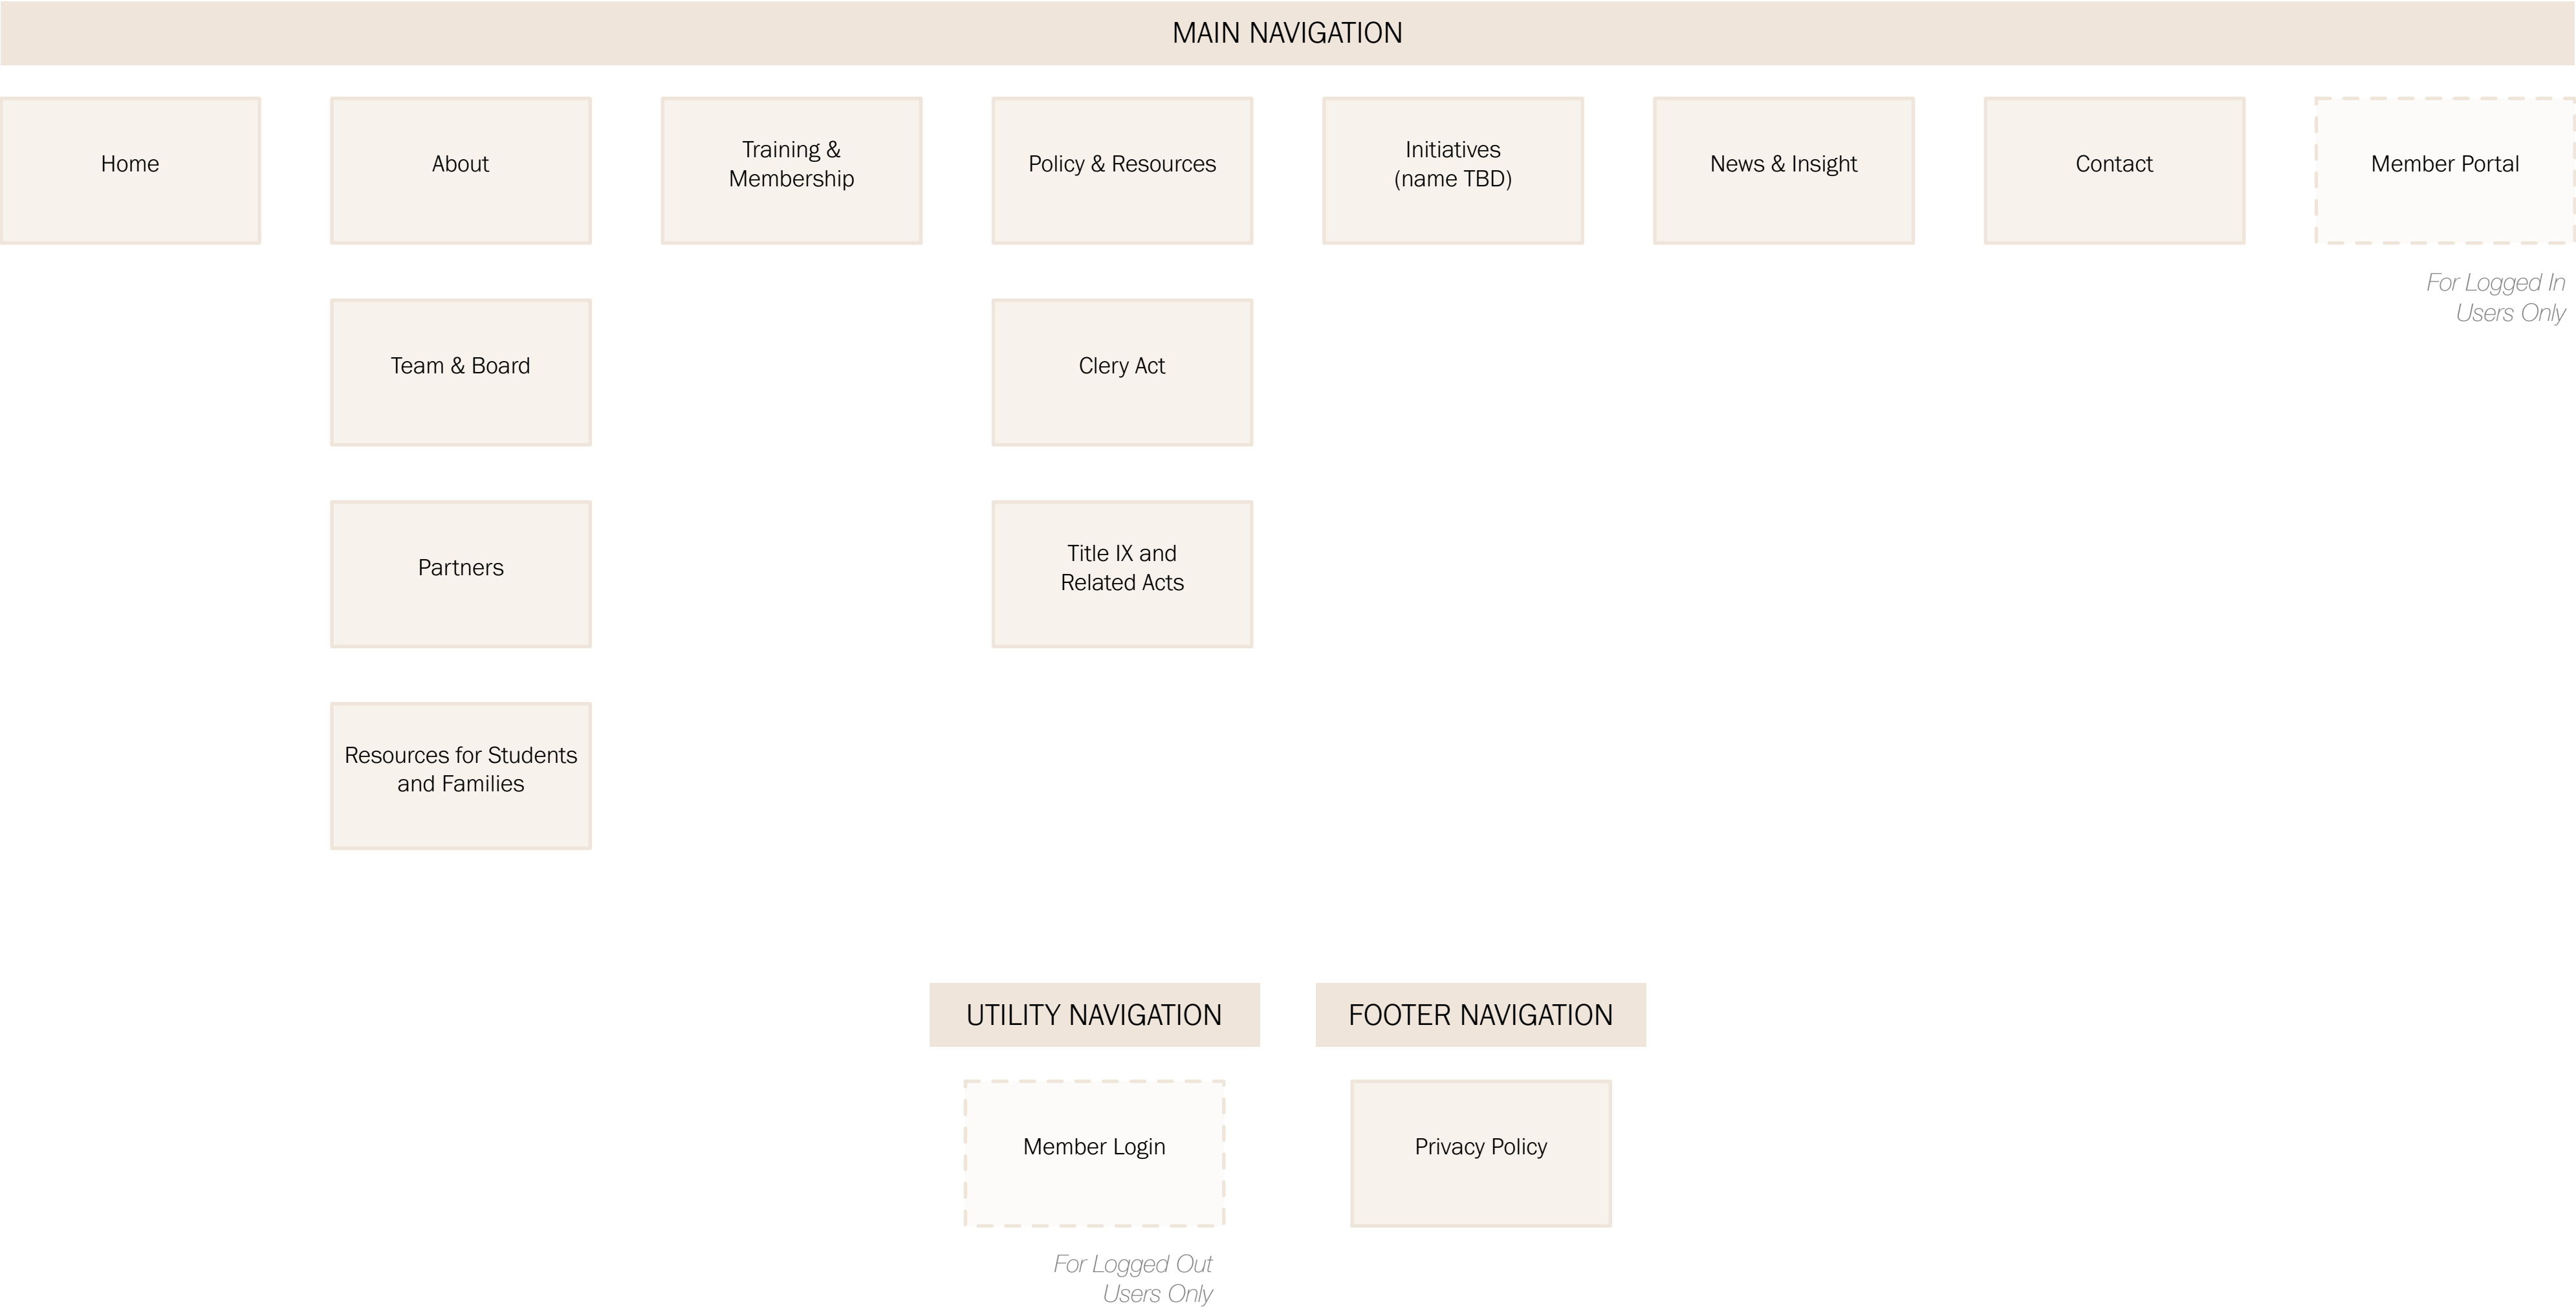 MAIN NAVIGATION
Home
About
Training &
Membership
Policy & Resources
Initiatives
(name TBD)
News & Insight
Contact
Member Portal
For Logged In
Users Only
Team & Board
Clery Act
Partners
Title IX and
Related Acts
Resources for Students
and Families
UTILITY NAVIGATION
FOOTER NAVIGATION
Member Login
Privacy Policy
For Logged Out
Users Only